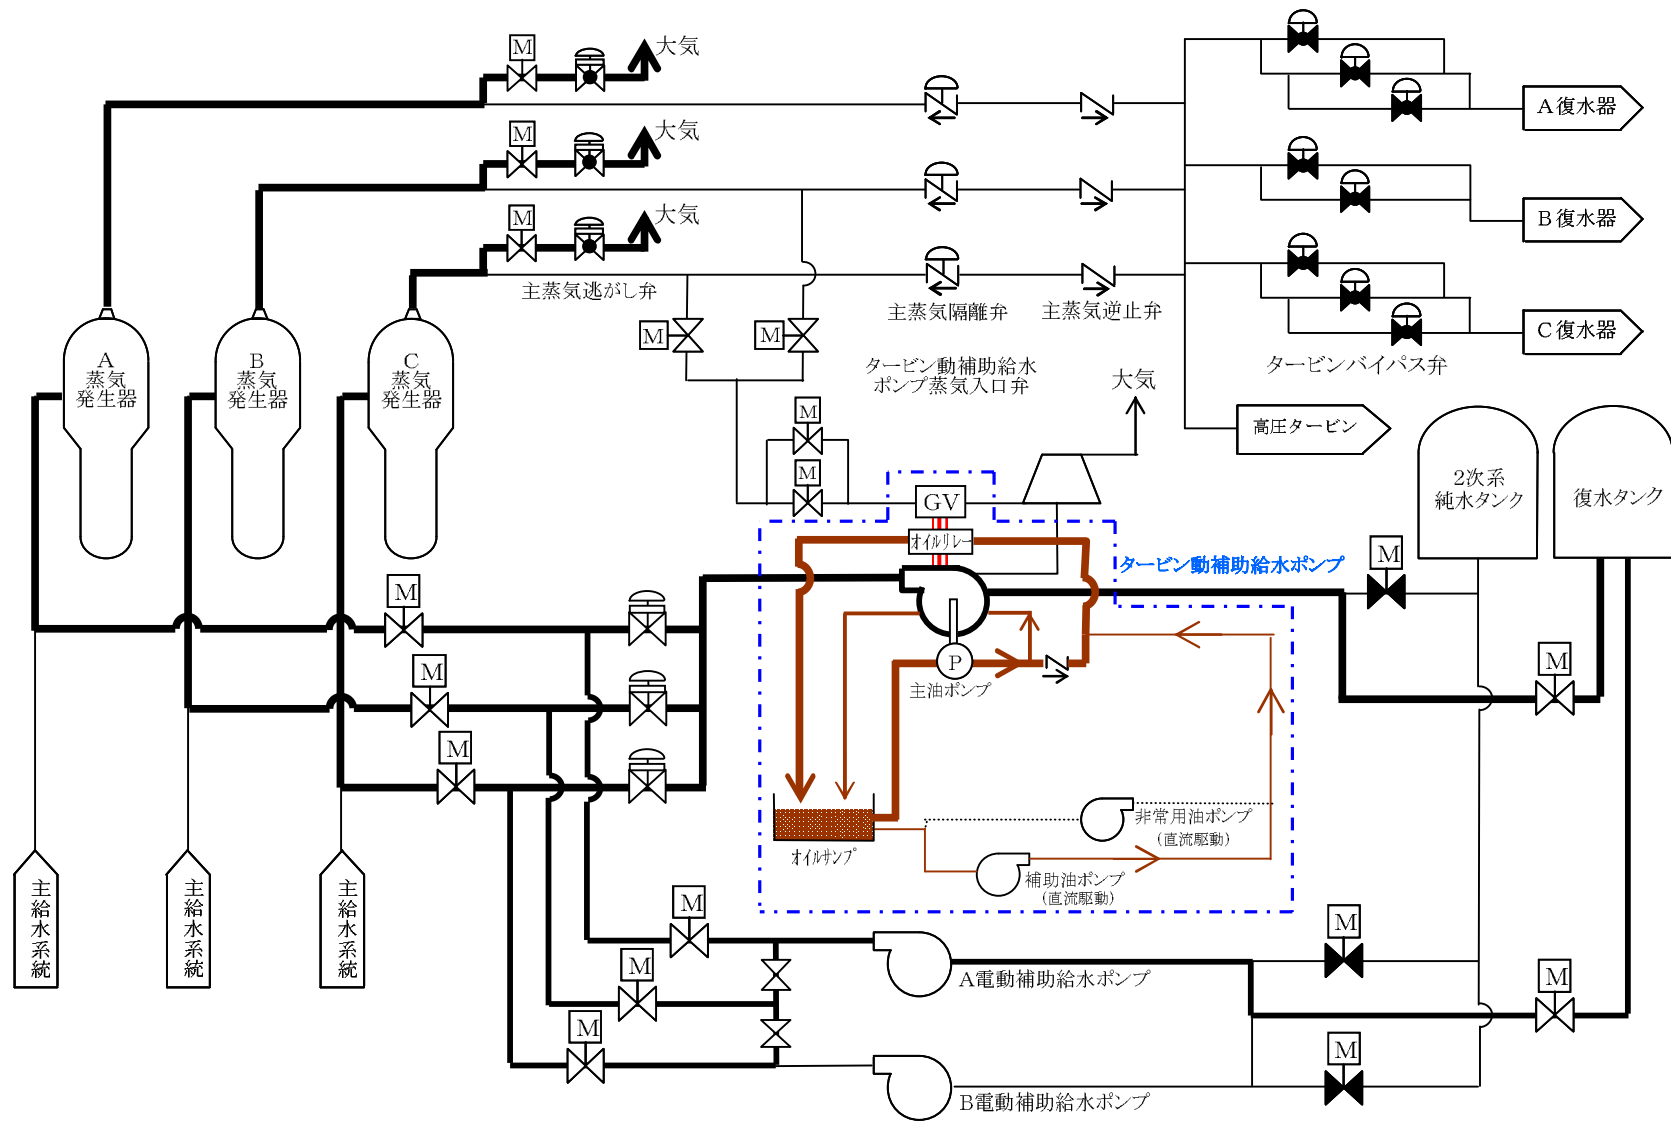 M
大気
M
大気
M
大気
主蒸気逃がし弁
主蒸気隔離弁
主蒸気逆止弁
タービンバイパス弁
A復水器
B復水器
C復水器
高圧タービン
A
蒸気
発生器
B
蒸気
発生器
C
蒸気
発生器
M
M
タービン動補助給水
ポンプ蒸気入口弁
大気
M
M
GV
オイルリレー
タービン動補助給水ポンプ
P
主油ポンプ
オイルサンプ
非常用油ポンプ
(直流駆動)
補助油ポンプ
(直流駆動)
2次系
純水タンク
復水タンク
M
M
M
M
M
主給水系統
主給水系統
主給水系統
M
M
M
A電動補助給水ポンプ
B電動補助給水ポンプ
M
M
M